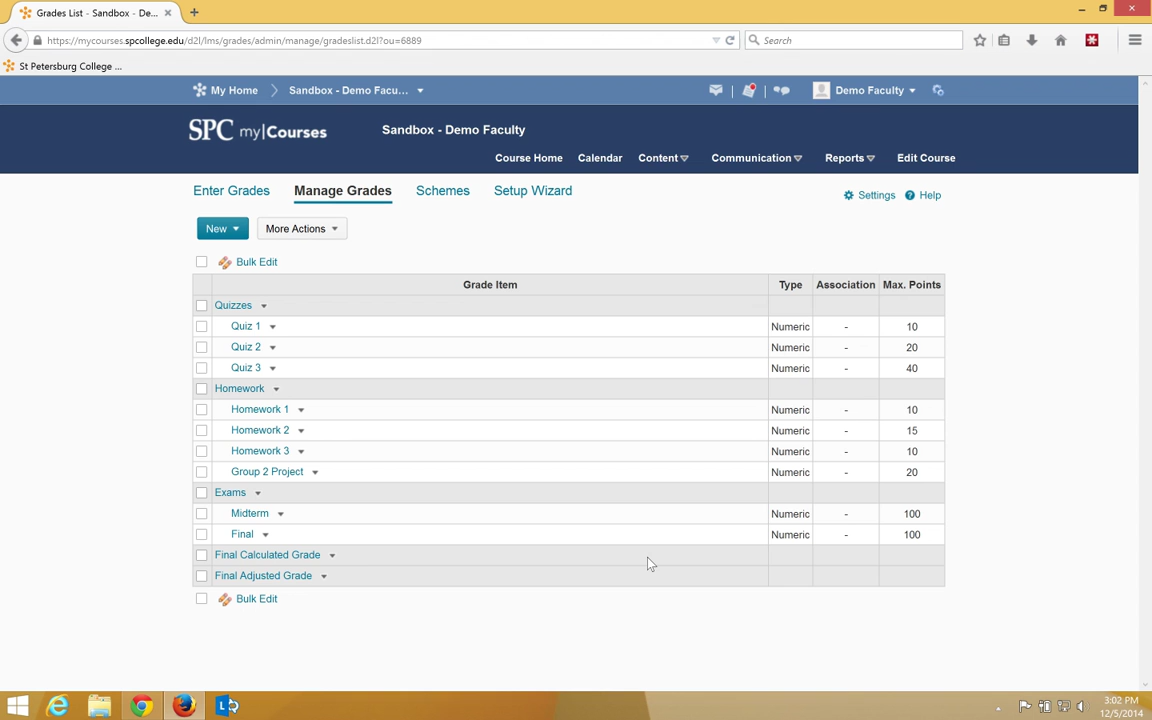 Grades List - Sandbox - De...
https://mycourses.spcollege.edu/d2l/lms/grades/admin/manage/gradeslist.d2l?ou=6889
Search
St Petersburg College ...
My Home
Sandbox - Demo Facu...
Demo Faculty
SPC my|Courses
Sandbox - Demo Faculty
Course Home Calendar Content Communication Reports Edit Course
Enter Grades Manage Grades Schemes Setup Wizard
Settings Help
New More Actions
Bulk Edit
Grade Item Type Association Max. Points
Quizzes
Quiz 1 Numeric - 10
Quiz 2 Numeric - 20
Quiz 3 Numeric - 40
Homework
Homework 1 Numeric - 10
Homework 2 Numeric - 15
Homework 3 Numeric - 10
Group 2 Project Numeric - 20
Exams
Midterm Numeric - 100
Final Numeric - 100
Final Calculated Grade
Final Adjusted Grade
Bulk Edit
3:02 PM
12/5/2014